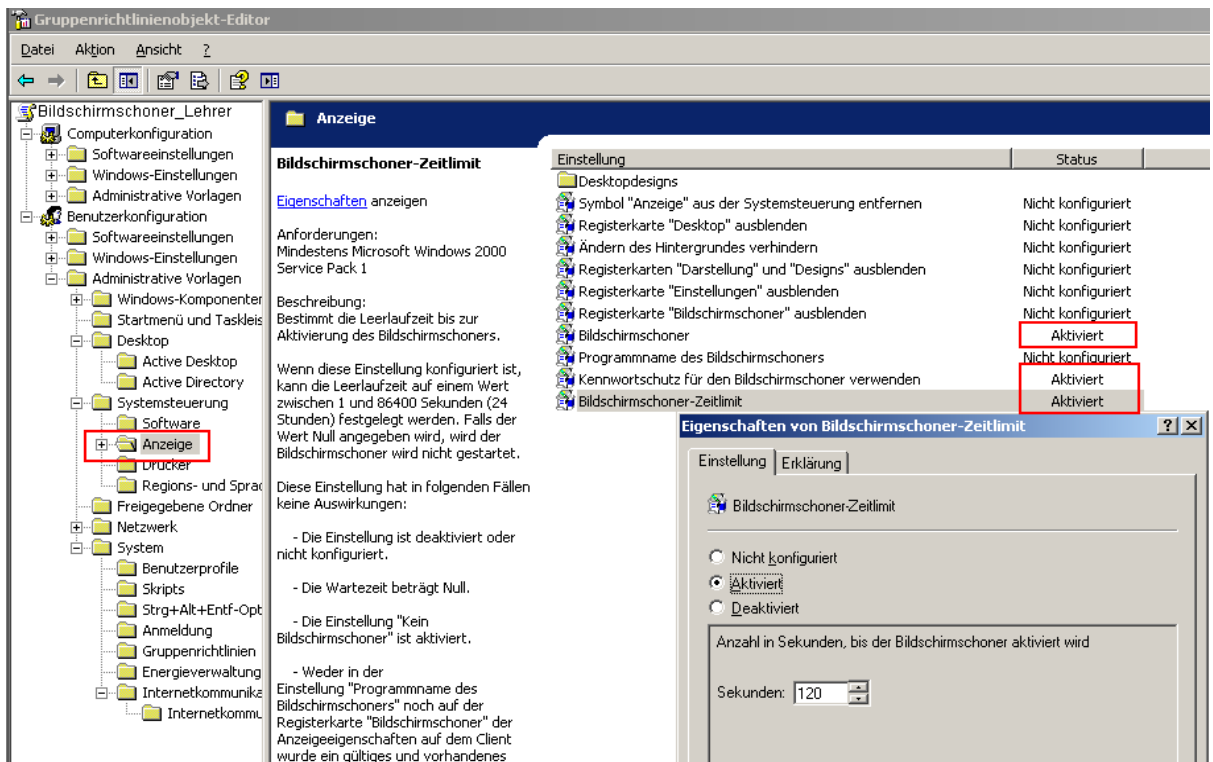 Gruppenrichtlinienobjekt-Editor
Datei Aktion Ansicht ?
Bildschirmschoner_Lehrer
Computerkonfiguration
Softwareeinstellungen
Windows-Einstellungen
Administrative Vorlagen
Benutzerkonfiguration
Softwareeinstellungen
Windows-Einstellungen
Administrative Vorlagen
Windows-Komponenten
Startmenü und Taskleis
Desktop
Active Desktop
Active Directory
Systemsteuerung
Software
Anzeige
Drucker
Regions- und Sprac
Freigegebene Ordner
Netzwerk
System
Benutzerprofile
Skripts
Strg+Alt+Entf-Opt
Anmeldung
Gruppenrichtlinien
Energieverwaltung
Internetkommunika
Internetkommu
Anzeige
Bildschirmschoner-Zeitlimit
Eigenschaften anzeigen
Anforderungen:
Mindestens Microsoft Windows 2000
Service Pack 1
Beschreibung:
Bestimmt die Leerlaufzeit bis zur
Aktivierung des Bildschirmschoners.
Wenn diese Einstellung konfiguriert ist,
kann die Leerlaufzeit auf einem Wert
zwischen 1 und 86400 Sekunden (24
Stunden) festgelegt werden. Falls der
Wert Null angegeben wird, wird der
Bildschirmschoner wird nicht gestartet.
Diese Einstellung hat in folgenden Fällen
keine Auswirkungen:
- Die Einstellung ist deaktiviert oder
nicht konfiguriert.
- Die Wartezeit beträgt Null.
- Die Einstellung "Kein
Bildschirmschoner" ist aktiviert.
- Weder in der
Einstellung "Programmname des
Bildschirmschoners" noch auf der
Registerkarte "Bildschirmschoner" der
Anzeigeeigenschaften auf dem Client
wurde ein gültiges und vorhandenes
Einstellung Status
Desktopdesigns
Symbol "Anzeige" aus der Systemsteuerung entfernen Nicht konfiguriert
Registerkarte "Desktop" ausblenden Nicht konfiguriert
Ändern des Hintergrundes verhindern Nicht konfiguriert
Registerkarten "Darstellung" und "Designs" ausblenden Nicht konfiguriert
Registerkarte "Einstellungen" ausblenden Nicht konfiguriert
Registerkarte "Bildschirmschoner" ausblenden Nicht konfiguriert
Bildschirmschoner Aktiviert
Programmname des Bildschirmschoners Nicht konfiguriert
Kennwortschutz für den Bildschirmschoner verwenden Aktiviert
Bildschirmschoner-Zeitlimit Aktiviert
Eigenschaften von Bildschirmschoner-Zeitlimit
Einstellung Erklärung
Bildschirmschoner-Zeitlimit
Nicht konfiguriert
Aktiviert
Deaktiviert
Anzahl in Sekunden, bis der Bildschirmschoner aktiviert wird
Sekunden: 120